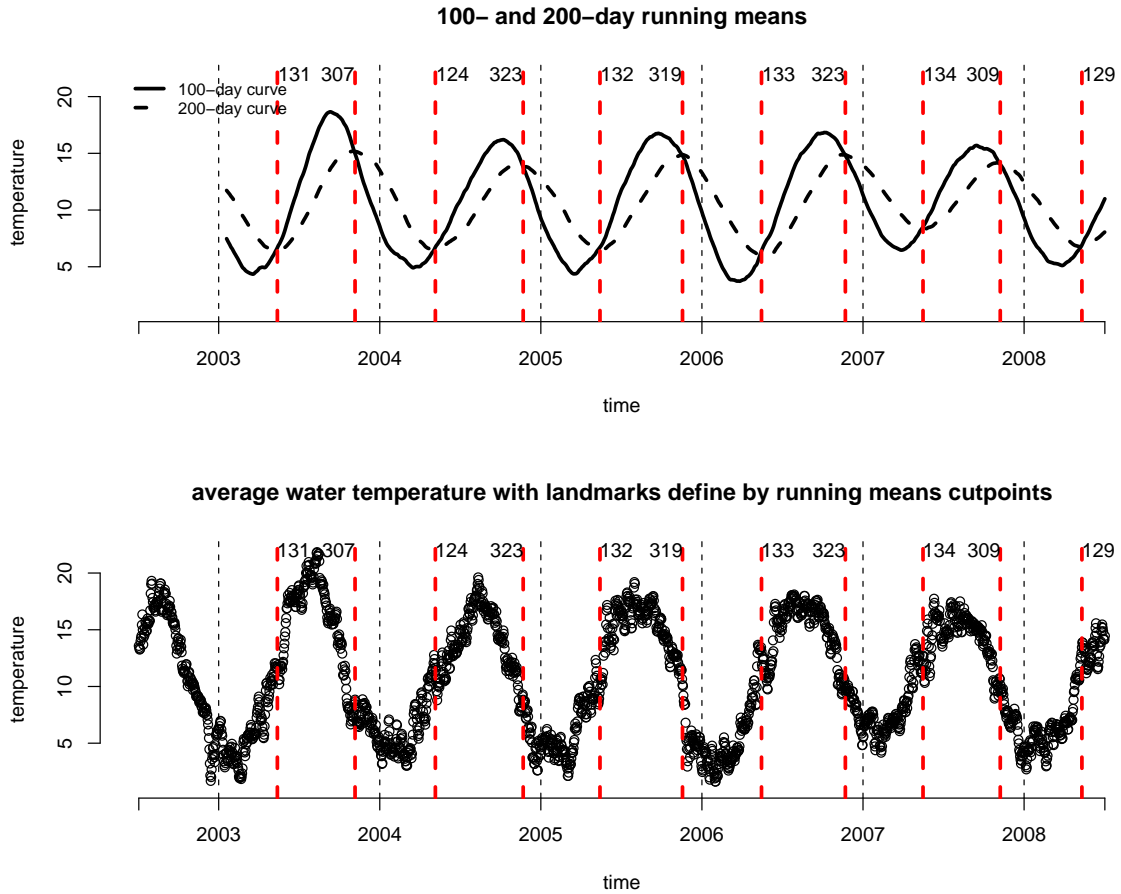 100− and 200−day running means
131 307 124 323 132 319 133 323 134 309 129
100−day curve
200−day curve
20
15
10
5
temperature
2003 2004 2005 2006 2007 2008
time
average water temperature with landmarks define by running means cutpoints
131 307 124 323 132 319 133 323 134 309 129
20
15
10
5
temperature
2003 2004 2005 2006 2007 2008
time